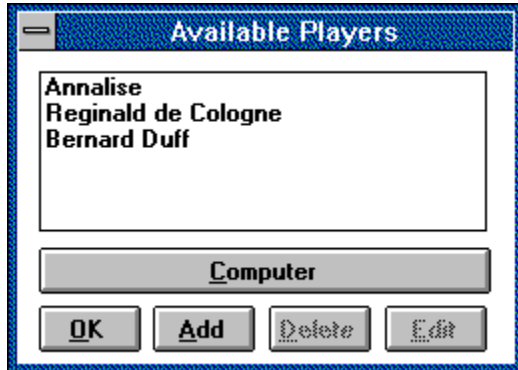 Available Players
Annalise
Reginald de Cologne
Bernard Duff
Computer
OK Add Delete Edit